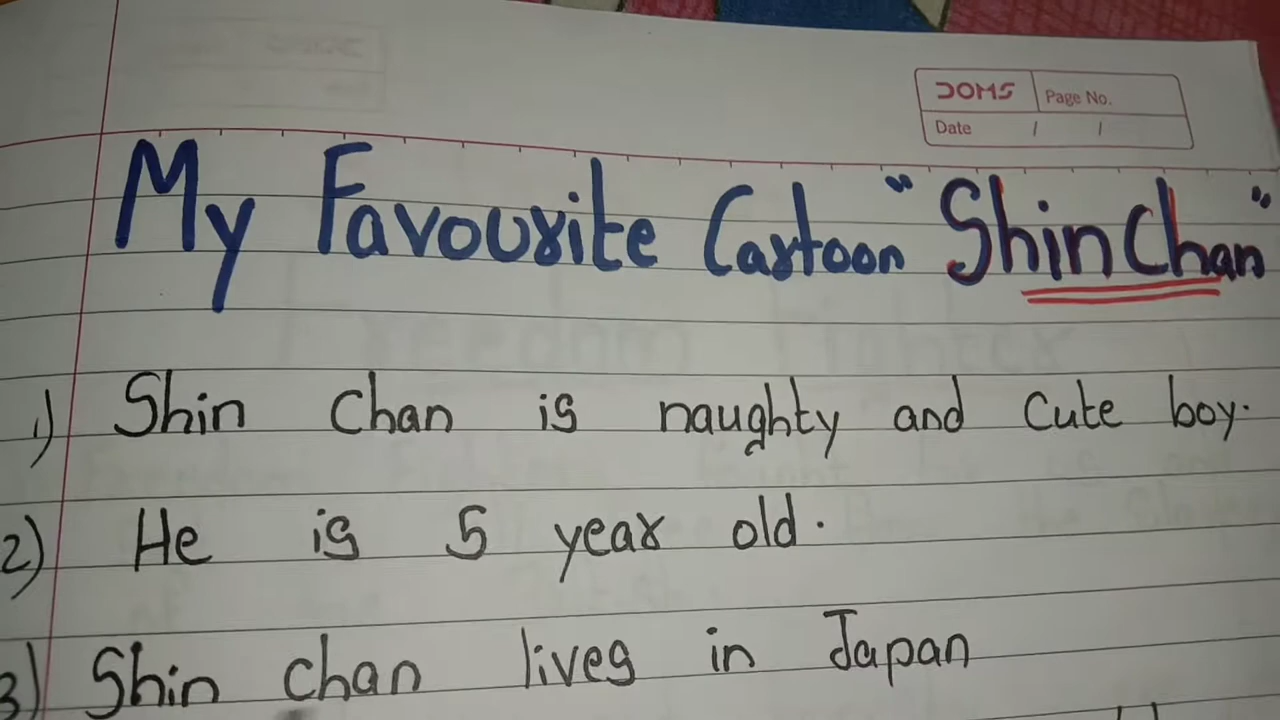 DOMS Page No.
Date / /
My Favourite Cartoon "Shin Chan"
1) Shin Chan is naughty and cute boy.
2) He is 5 year old.
3) Shin chan lives in Japan